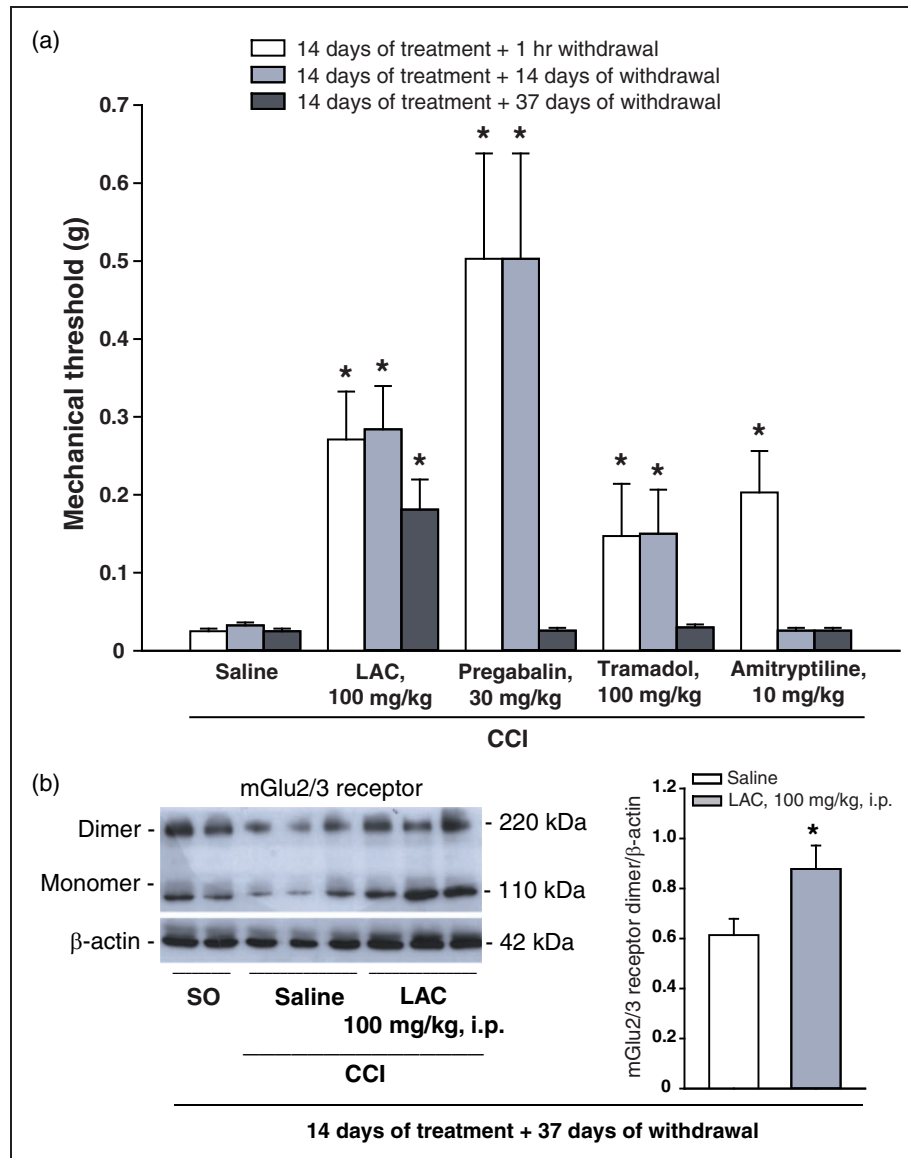 (a)
14 days of treatment + 1 hr withdrawal
14 days of treatment + 14 days of withdrawal
14 days of treatment + 37 days of withdrawal
Mechanical threshold (g)
0.7
0.6
0.5
0.4
0.3
0.2
0.1
0
* * * * * * * *
Saline
LAC,
100 mg/kg
Pregabalin,
30 mg/kg
Tramadol,
100 mg/kg
Amitryptiline,
10 mg/kg
CCI
(b)
mGlu2/3 receptor
Dimer -
- 220 kDa
Monomer -
- 110 kDa
β-actin -
- 42 kDa
SO
Saline
LAC
100 mg/kg, i.p.
CCI
Saline
LAC, 100 mg/kg, i.p.
mGlu2/3 receptor dimer/β-actin
1.2
1.0
0.8
0.6
0.4
0.2
0
*
14 days of treatment + 37 days of withdrawal